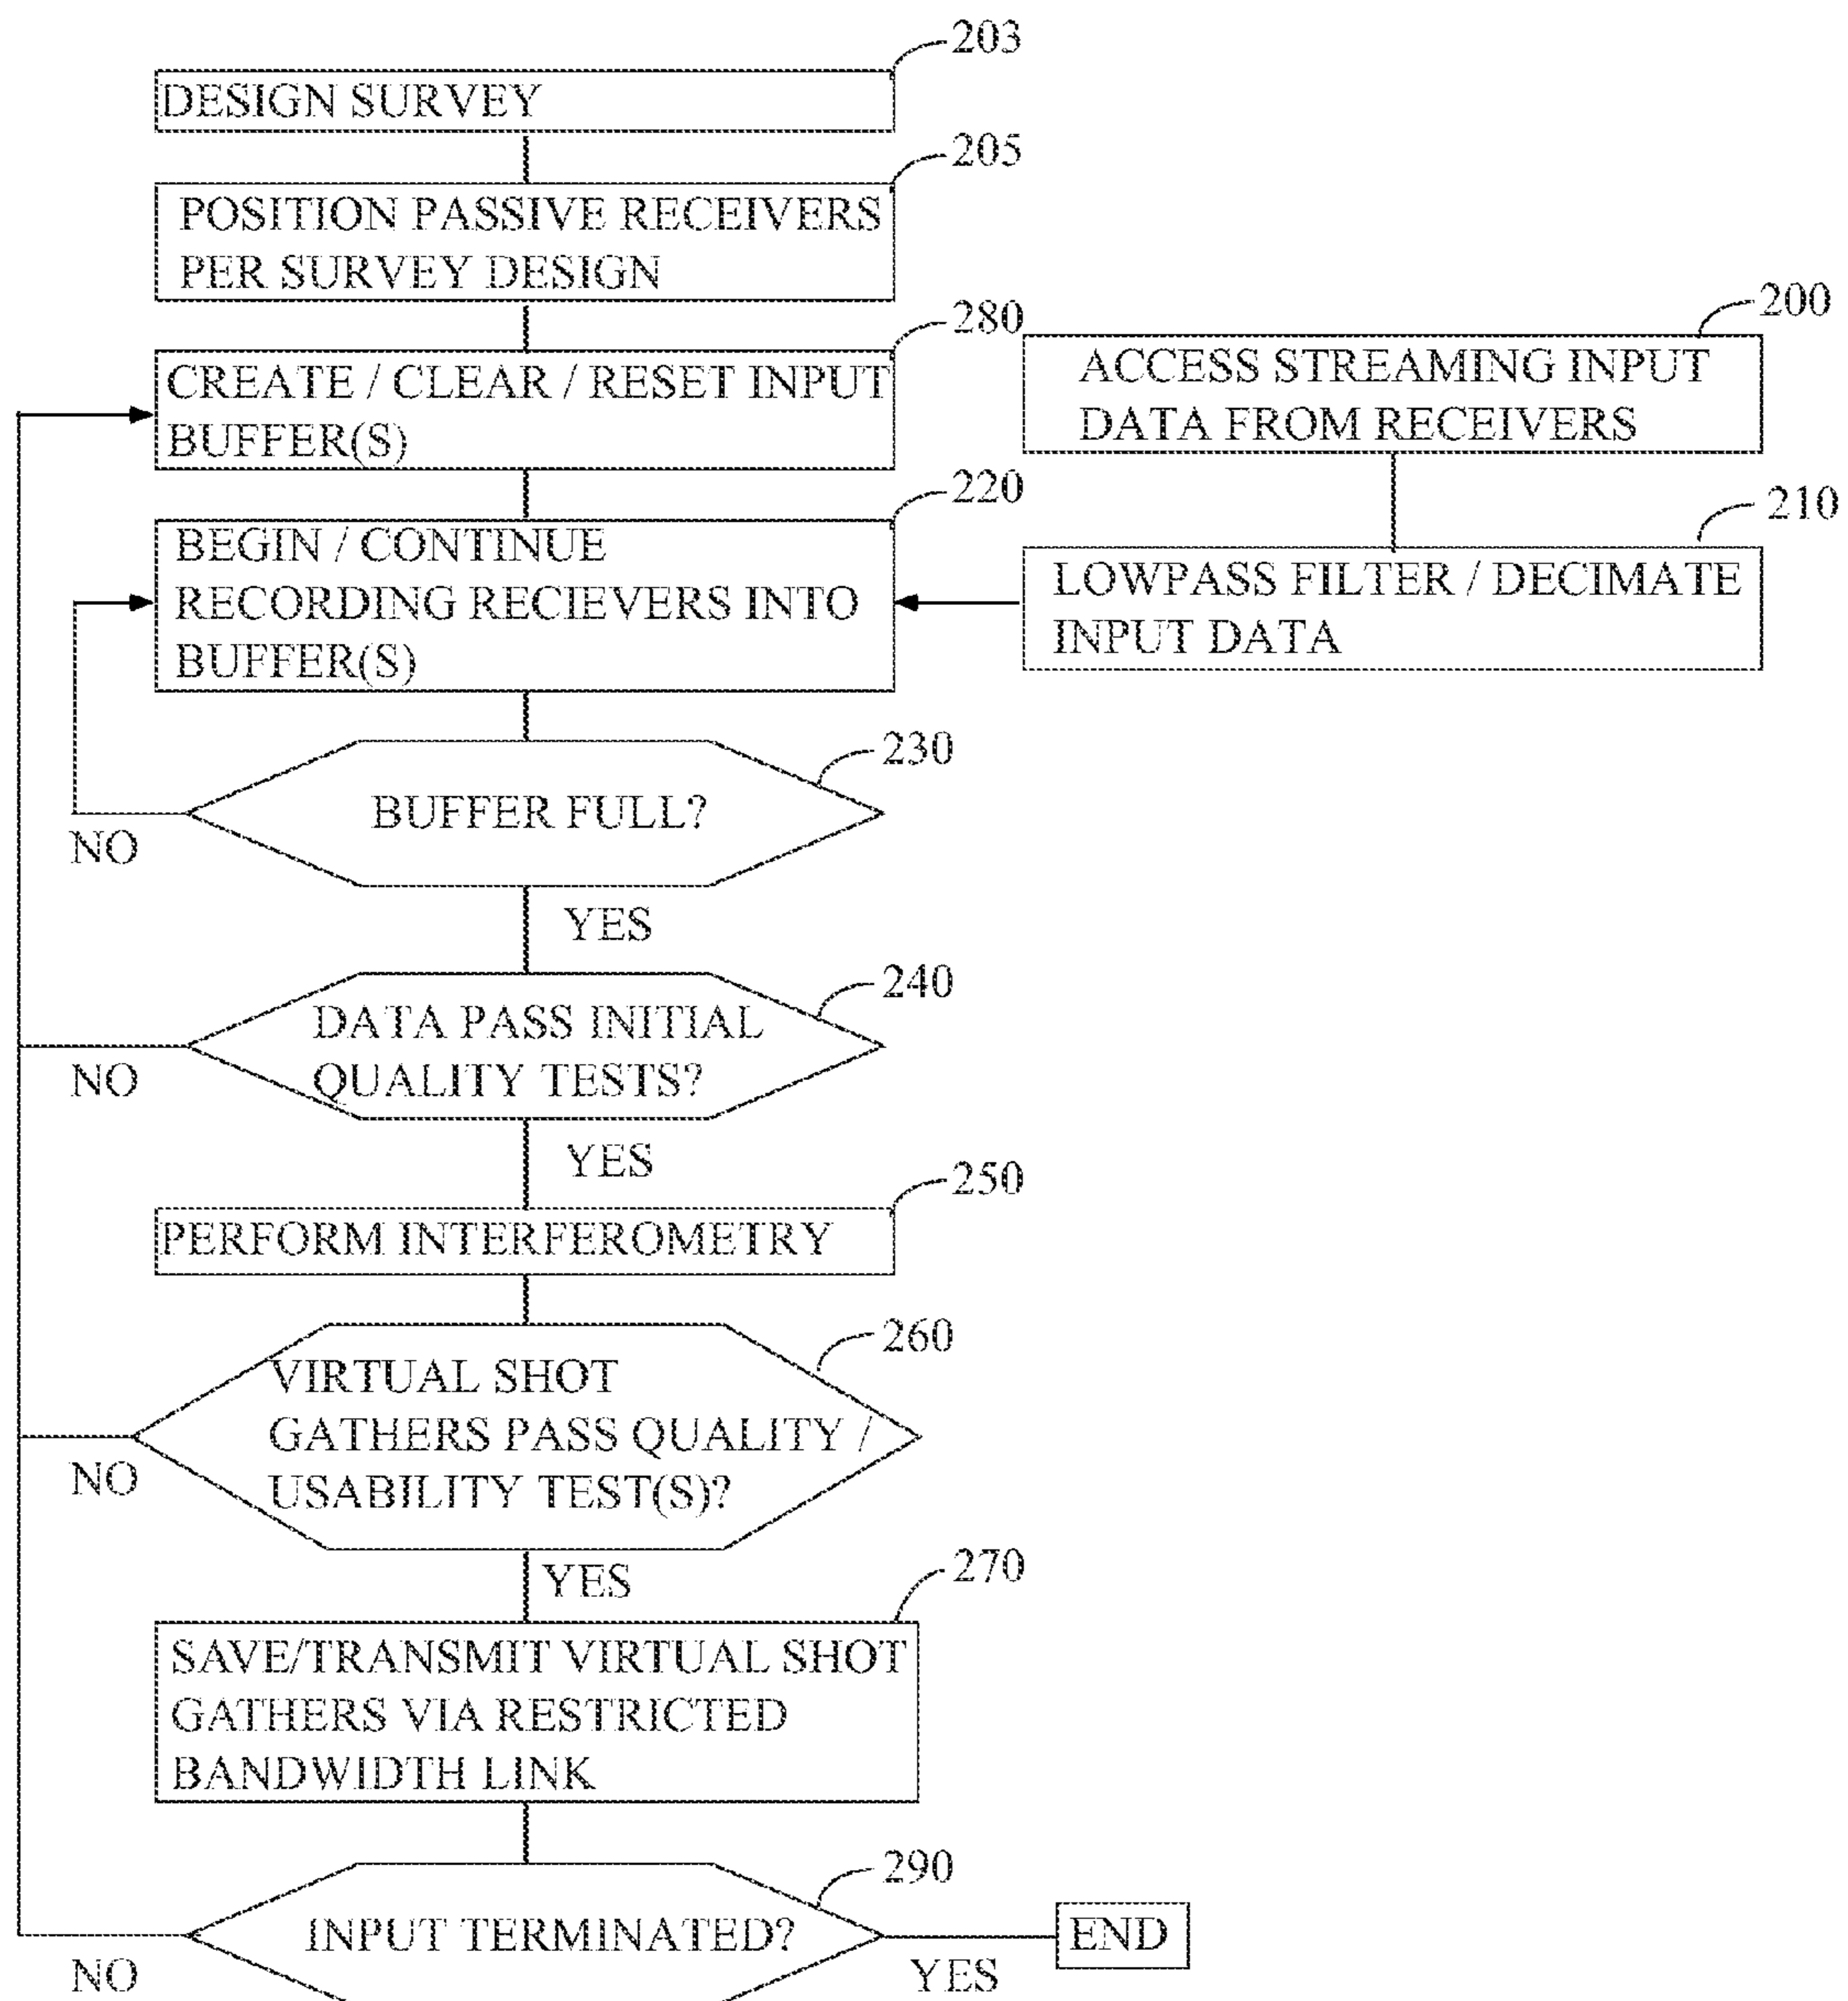 203
DESIGN SURVEY
205
POSITION PASSIVE RECEIVERS
PER SURVEY DESIGN
280
CREATE / CLEAR / RESET INPUT
BUFFER(S)
200
ACCESS STREAMING INPUT
DATA FROM RECEIVERS
220
BEGIN / CONTINUE
RECORDING RECIEVERS INTO
BUFFER(S)
210
LOWPASS FILTER / DECIMATE
INPUT DATA
230
BUFFER FULL?
NO
YES
240
DATA PASS INITIAL
QUALITY TESTS?
NO
YES
250
PERFORM INTERFEROMETRY
260
VIRTUAL SHOT
GATHERS PASS QUALITY /
USABILITY TEST(S)?
NO
YES
270
SAVE/TRANSMIT VIRTUAL SHOT
GATHERS VIA RESTRICTED
BANDWIDTH LINK
290
INPUT TERMINATED?
NO
YES
END